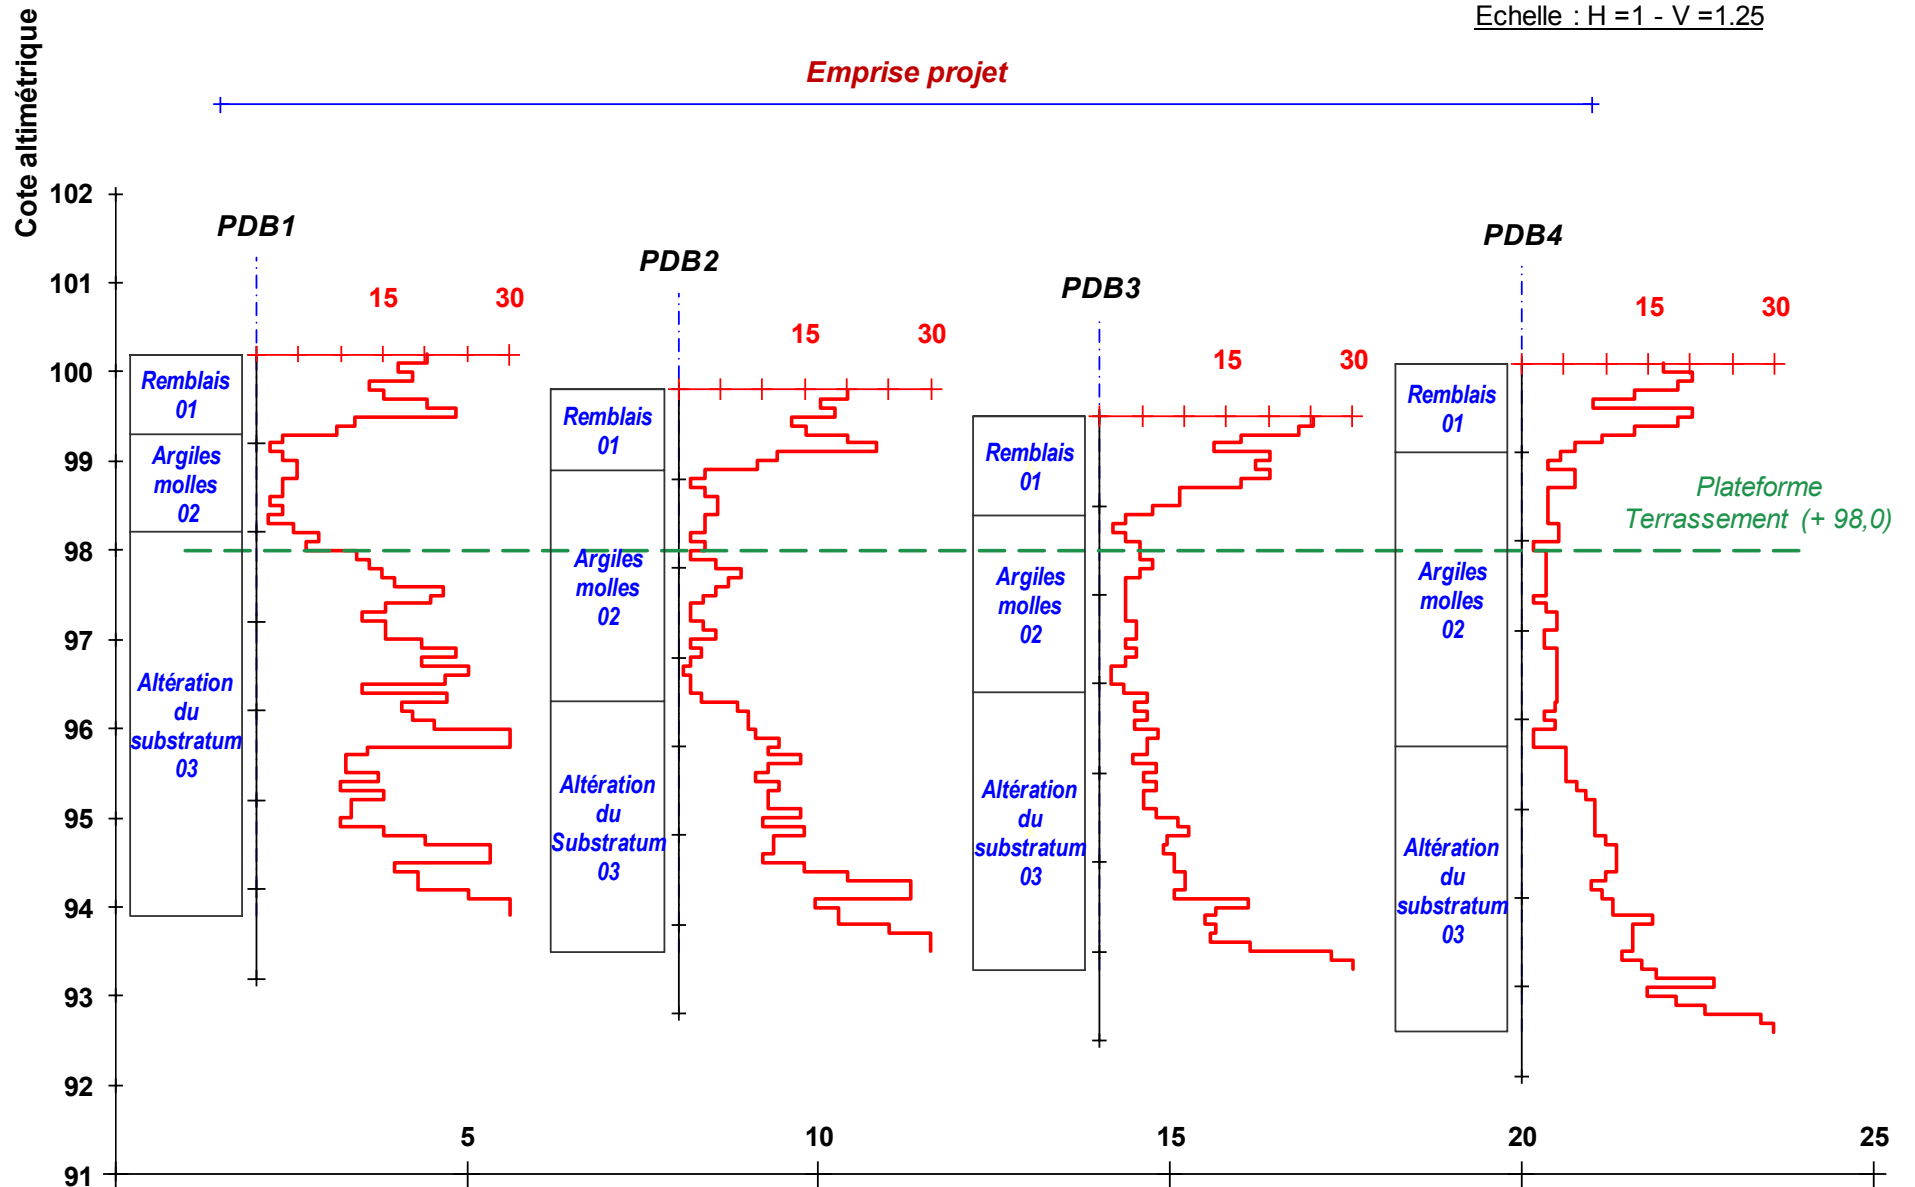 Echelle : H =1 - V =1.25
Cote altimétrique
Emprise projet
102
101
100
99
98
97
96
95
94
93
92
91
PDB1
15 30
Remblais
01
Argiles
molles
02
Altération
du
substratum
03
PDB2
15 30
Remblais
01
Argiles
molles
02
Altération
du
Substratum
03
PDB3
15 30
Remblais
01
Argiles
molles
02
Altération
du
substratum
03
PDB4
15 30
Remblais
01
Argiles
molles
02
Altération
du
substratum
03
Plateforme
Terrassement (+ 98,0)
5 10 15 20 25